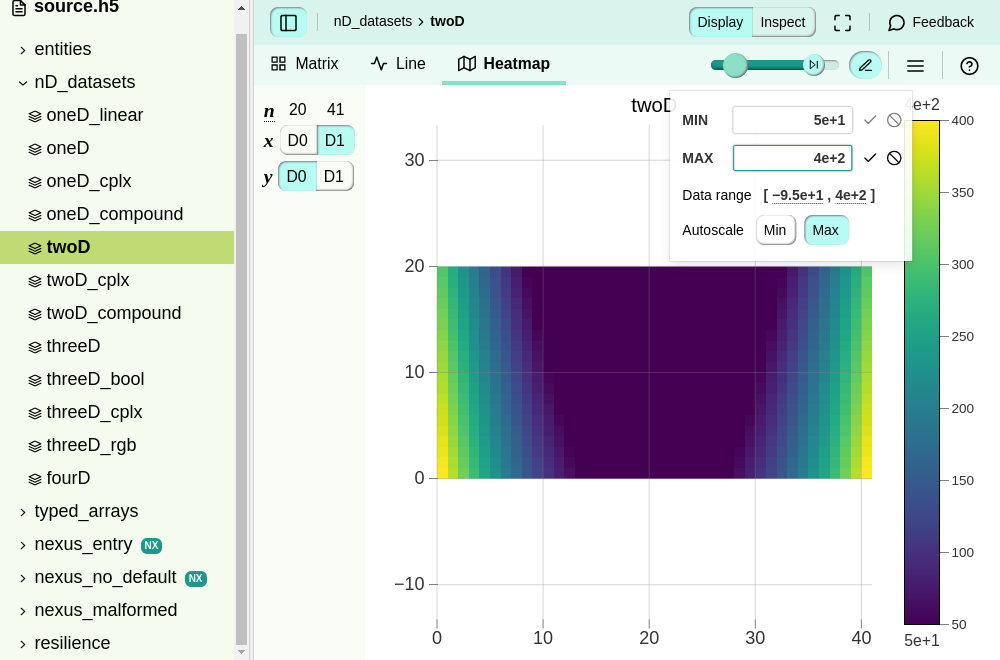 source.h5
entities
nD_datasets
oneD_linear
oneD
oneD_cplx
oneD_compound
twoD
twoD_cplx
twoD_compound
threeD
threeD_bool
threeD_cplx
threeD_rgb
fourD
typed_arrays
nexus_entry NX
nexus_no_default NX
nexus_malformed
resilience
nD_datasets › twoD
Display Inspect
Feedback
Matrix Line Heatmap
n 20 41
x D0 D1
y D0 D1
twoD
MIN 5e+1
MAX 4e+2
Data range [ −9.5e+1 , 4e+2 ]
Autoscale Min Max
30
20
10
0
−10
0 10 20 30 40
4e+2
400
350
300
250
200
150
100
50
5e+1